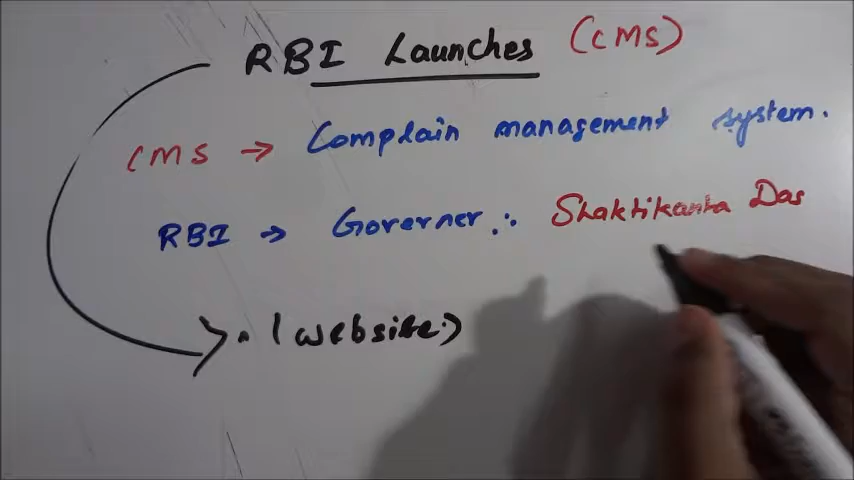 RBI Launches (CMS)
CMS → Complain management system.
RBI → Governer :. Shaktikanta Das
. (website.)